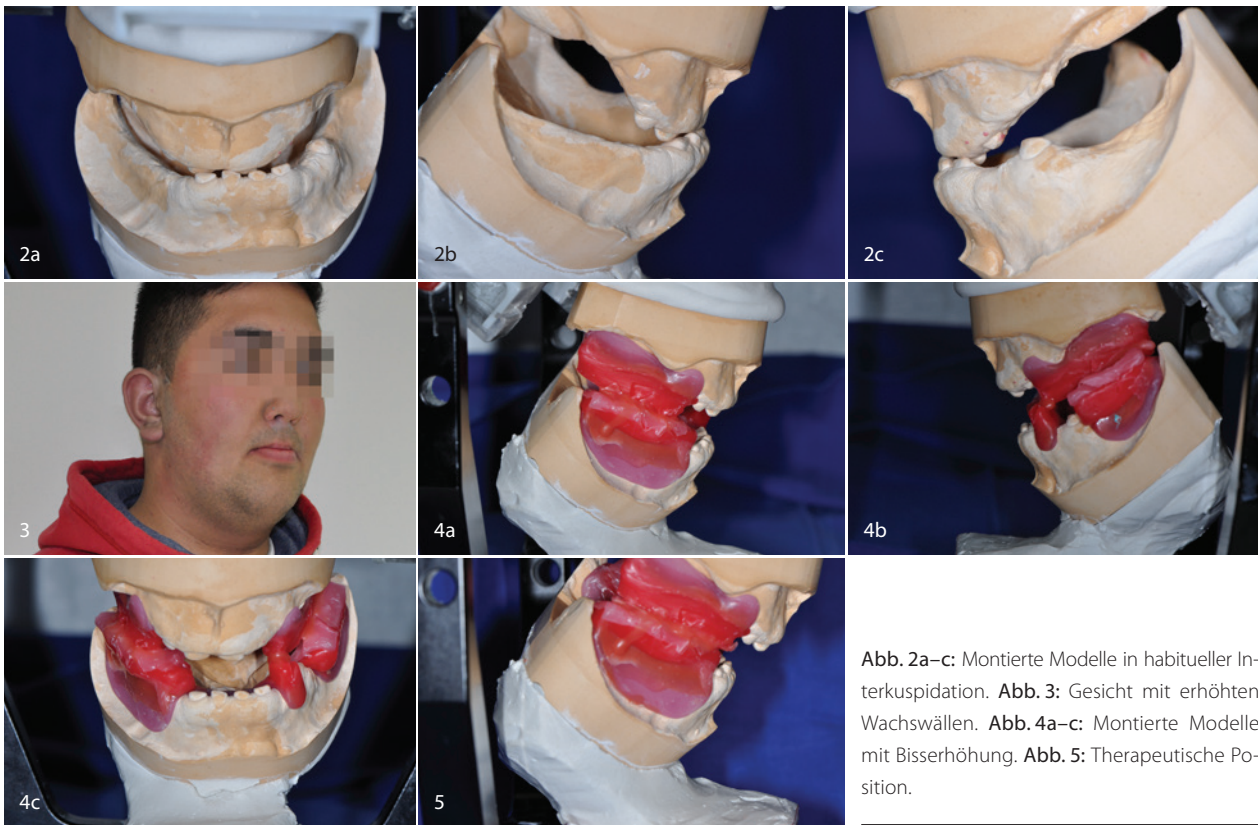 2a
2b
2c
3
4a
4b
4c
5
Abb. 2a–c: Montierte Modelle in habitueller In-
terkuspidation. Abb. 3: Gesicht mit erhöhten
Wachswällen. Abb. 4a–c: Montierte Modelle
mit Bisserhöhung. Abb. 5: Therapeutische Po-
sition.